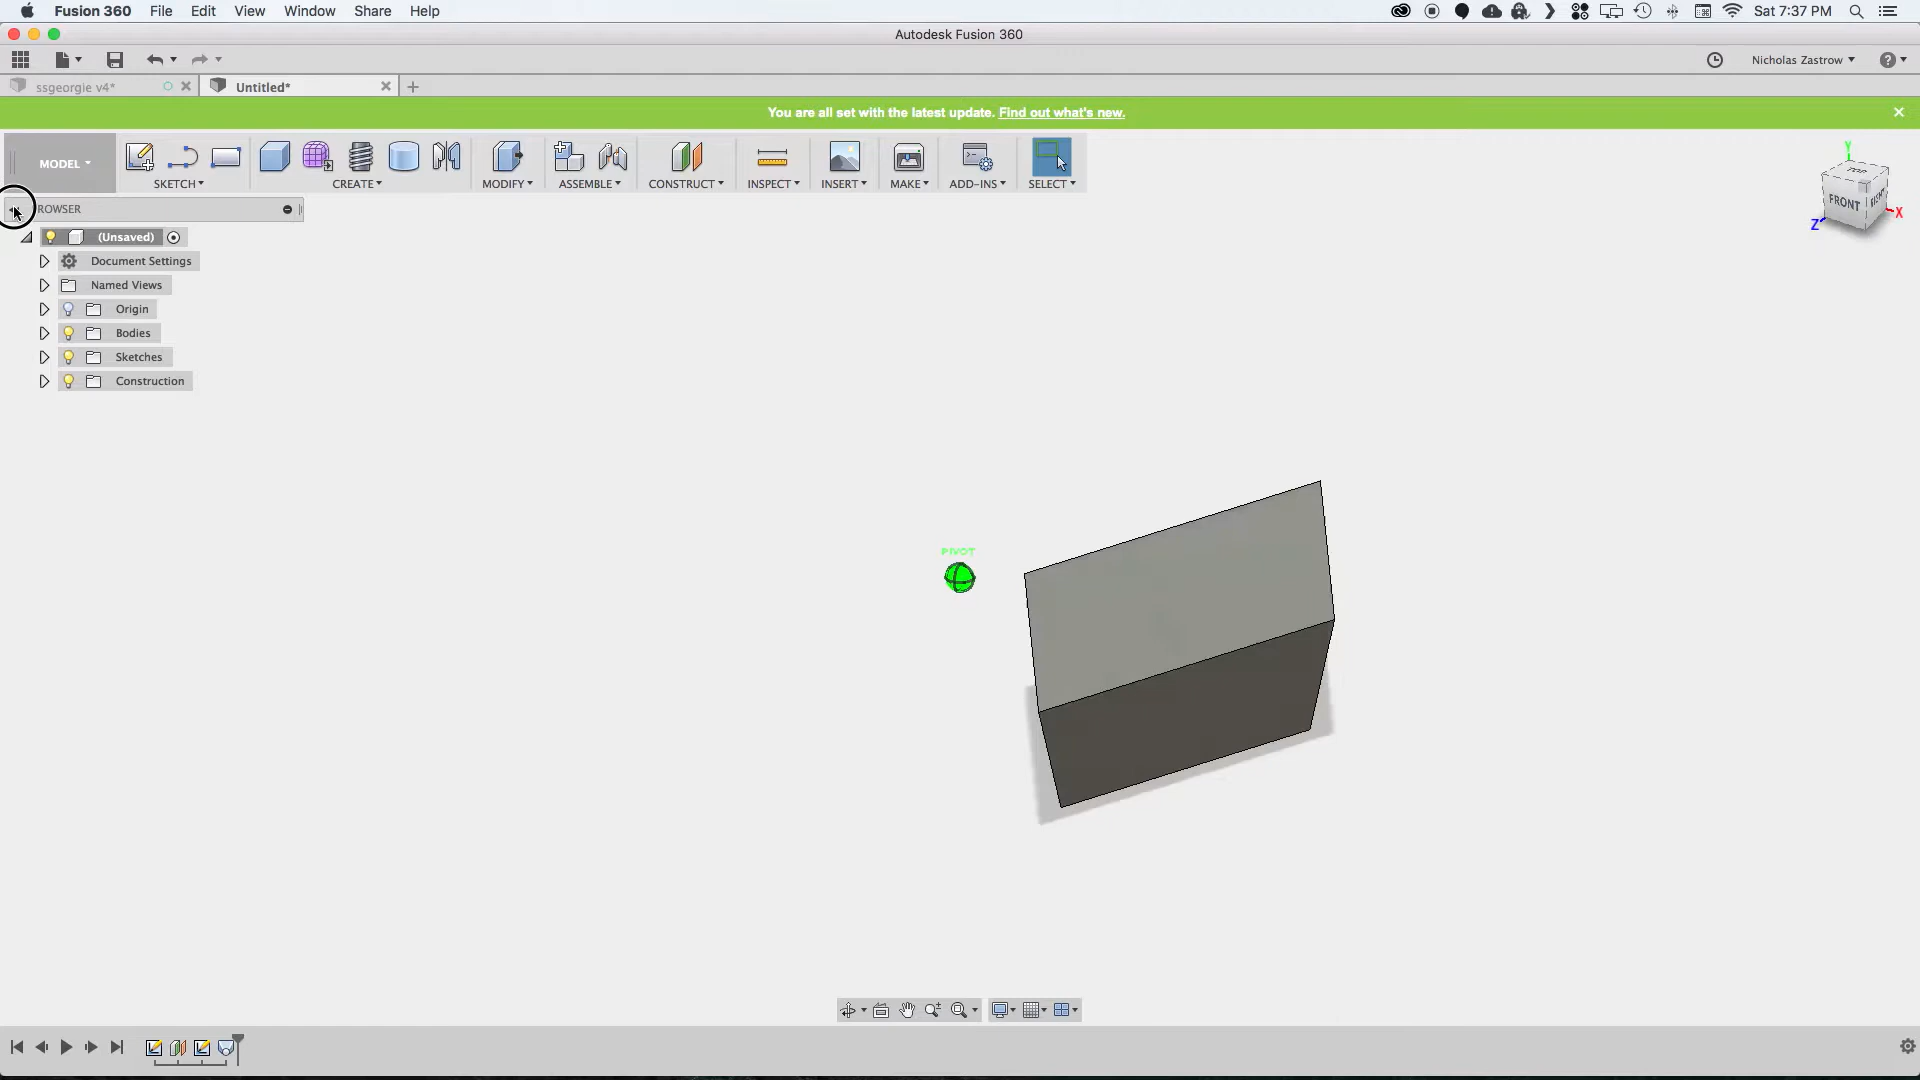 Fusion 360 File Edit View Window Share Help Sat 7:37 PM
Autodesk Fusion 360
Nicholas Zastrow
ssgeorgie v4* Untitled*
You are all set with the latest update. Find out what's new.
MODEL SKETCH CREATE MODIFY ASSEMBLE CONSTRUCT INSPECT INSERT MAKE ADD-INS SELECT
ROWSER
(Unsaved)
Document Settings
Named Views
Origin
Bodies
Sketches
Construction
Y
TOP
FRONT
RIGHT
X
Z
PIVOT